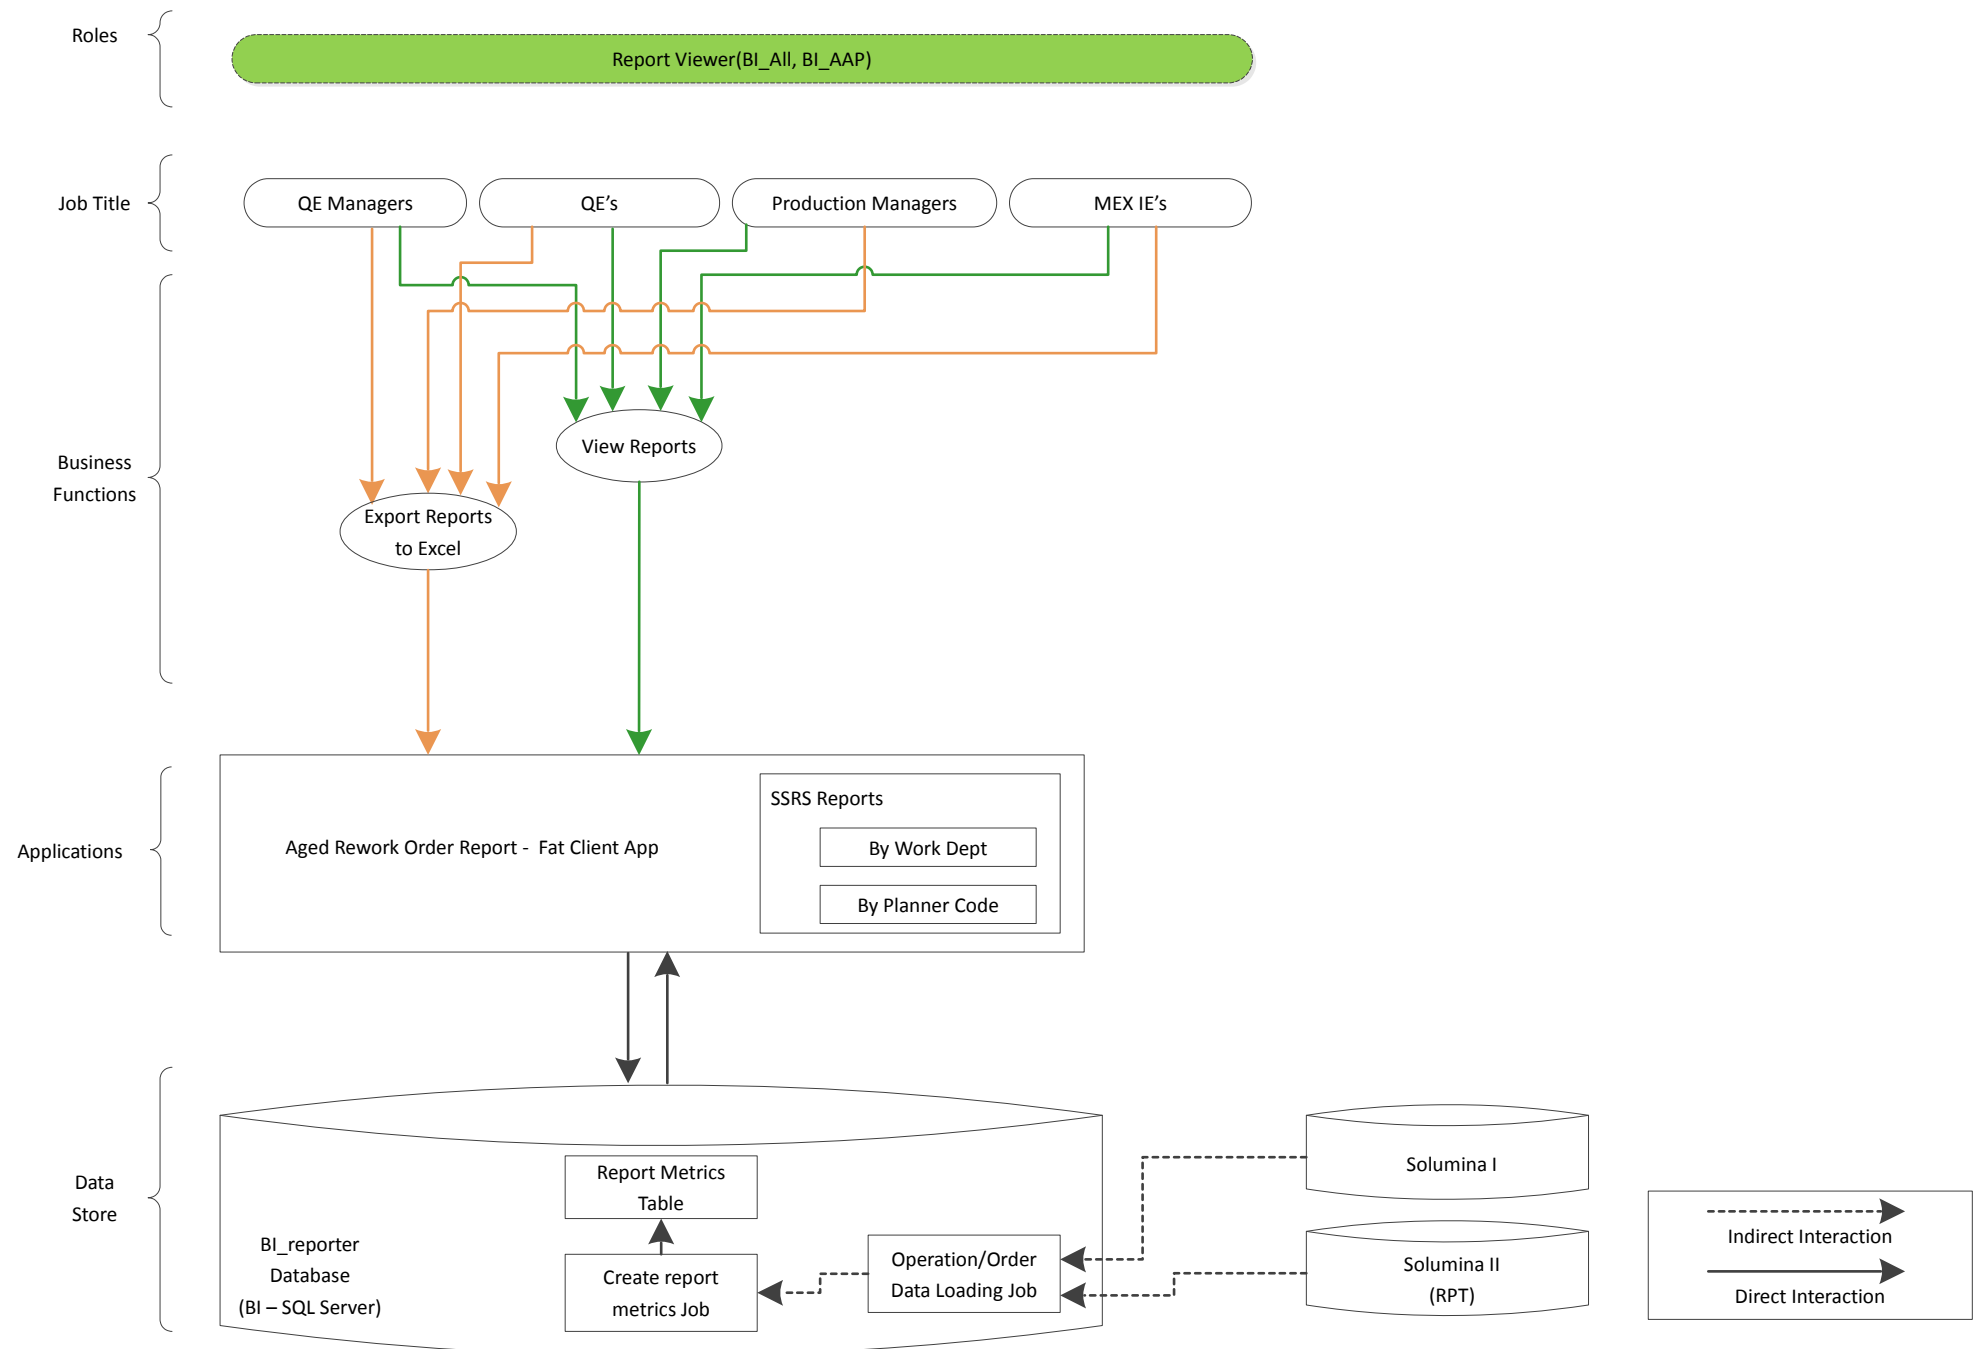 Roles
Report Viewer(BI_All, BI_AAP)
Job Title
QE Managers
QE's
Production Managers
MEX IE's
Business
Functions
View Reports
Export Reports
to Excel
Applications
Aged Rework Order Report -  Fat Client App
SSRS Reports
By Work Dept
By Planner Code
Data
Store
BI_reporter
Database
(BI – SQL Server)
Report Metrics
Table
Create report
metrics Job
Operation/Order
Data Loading Job
Solumina I
Solumina II
(RPT)
Indirect Interaction
Direct Interaction